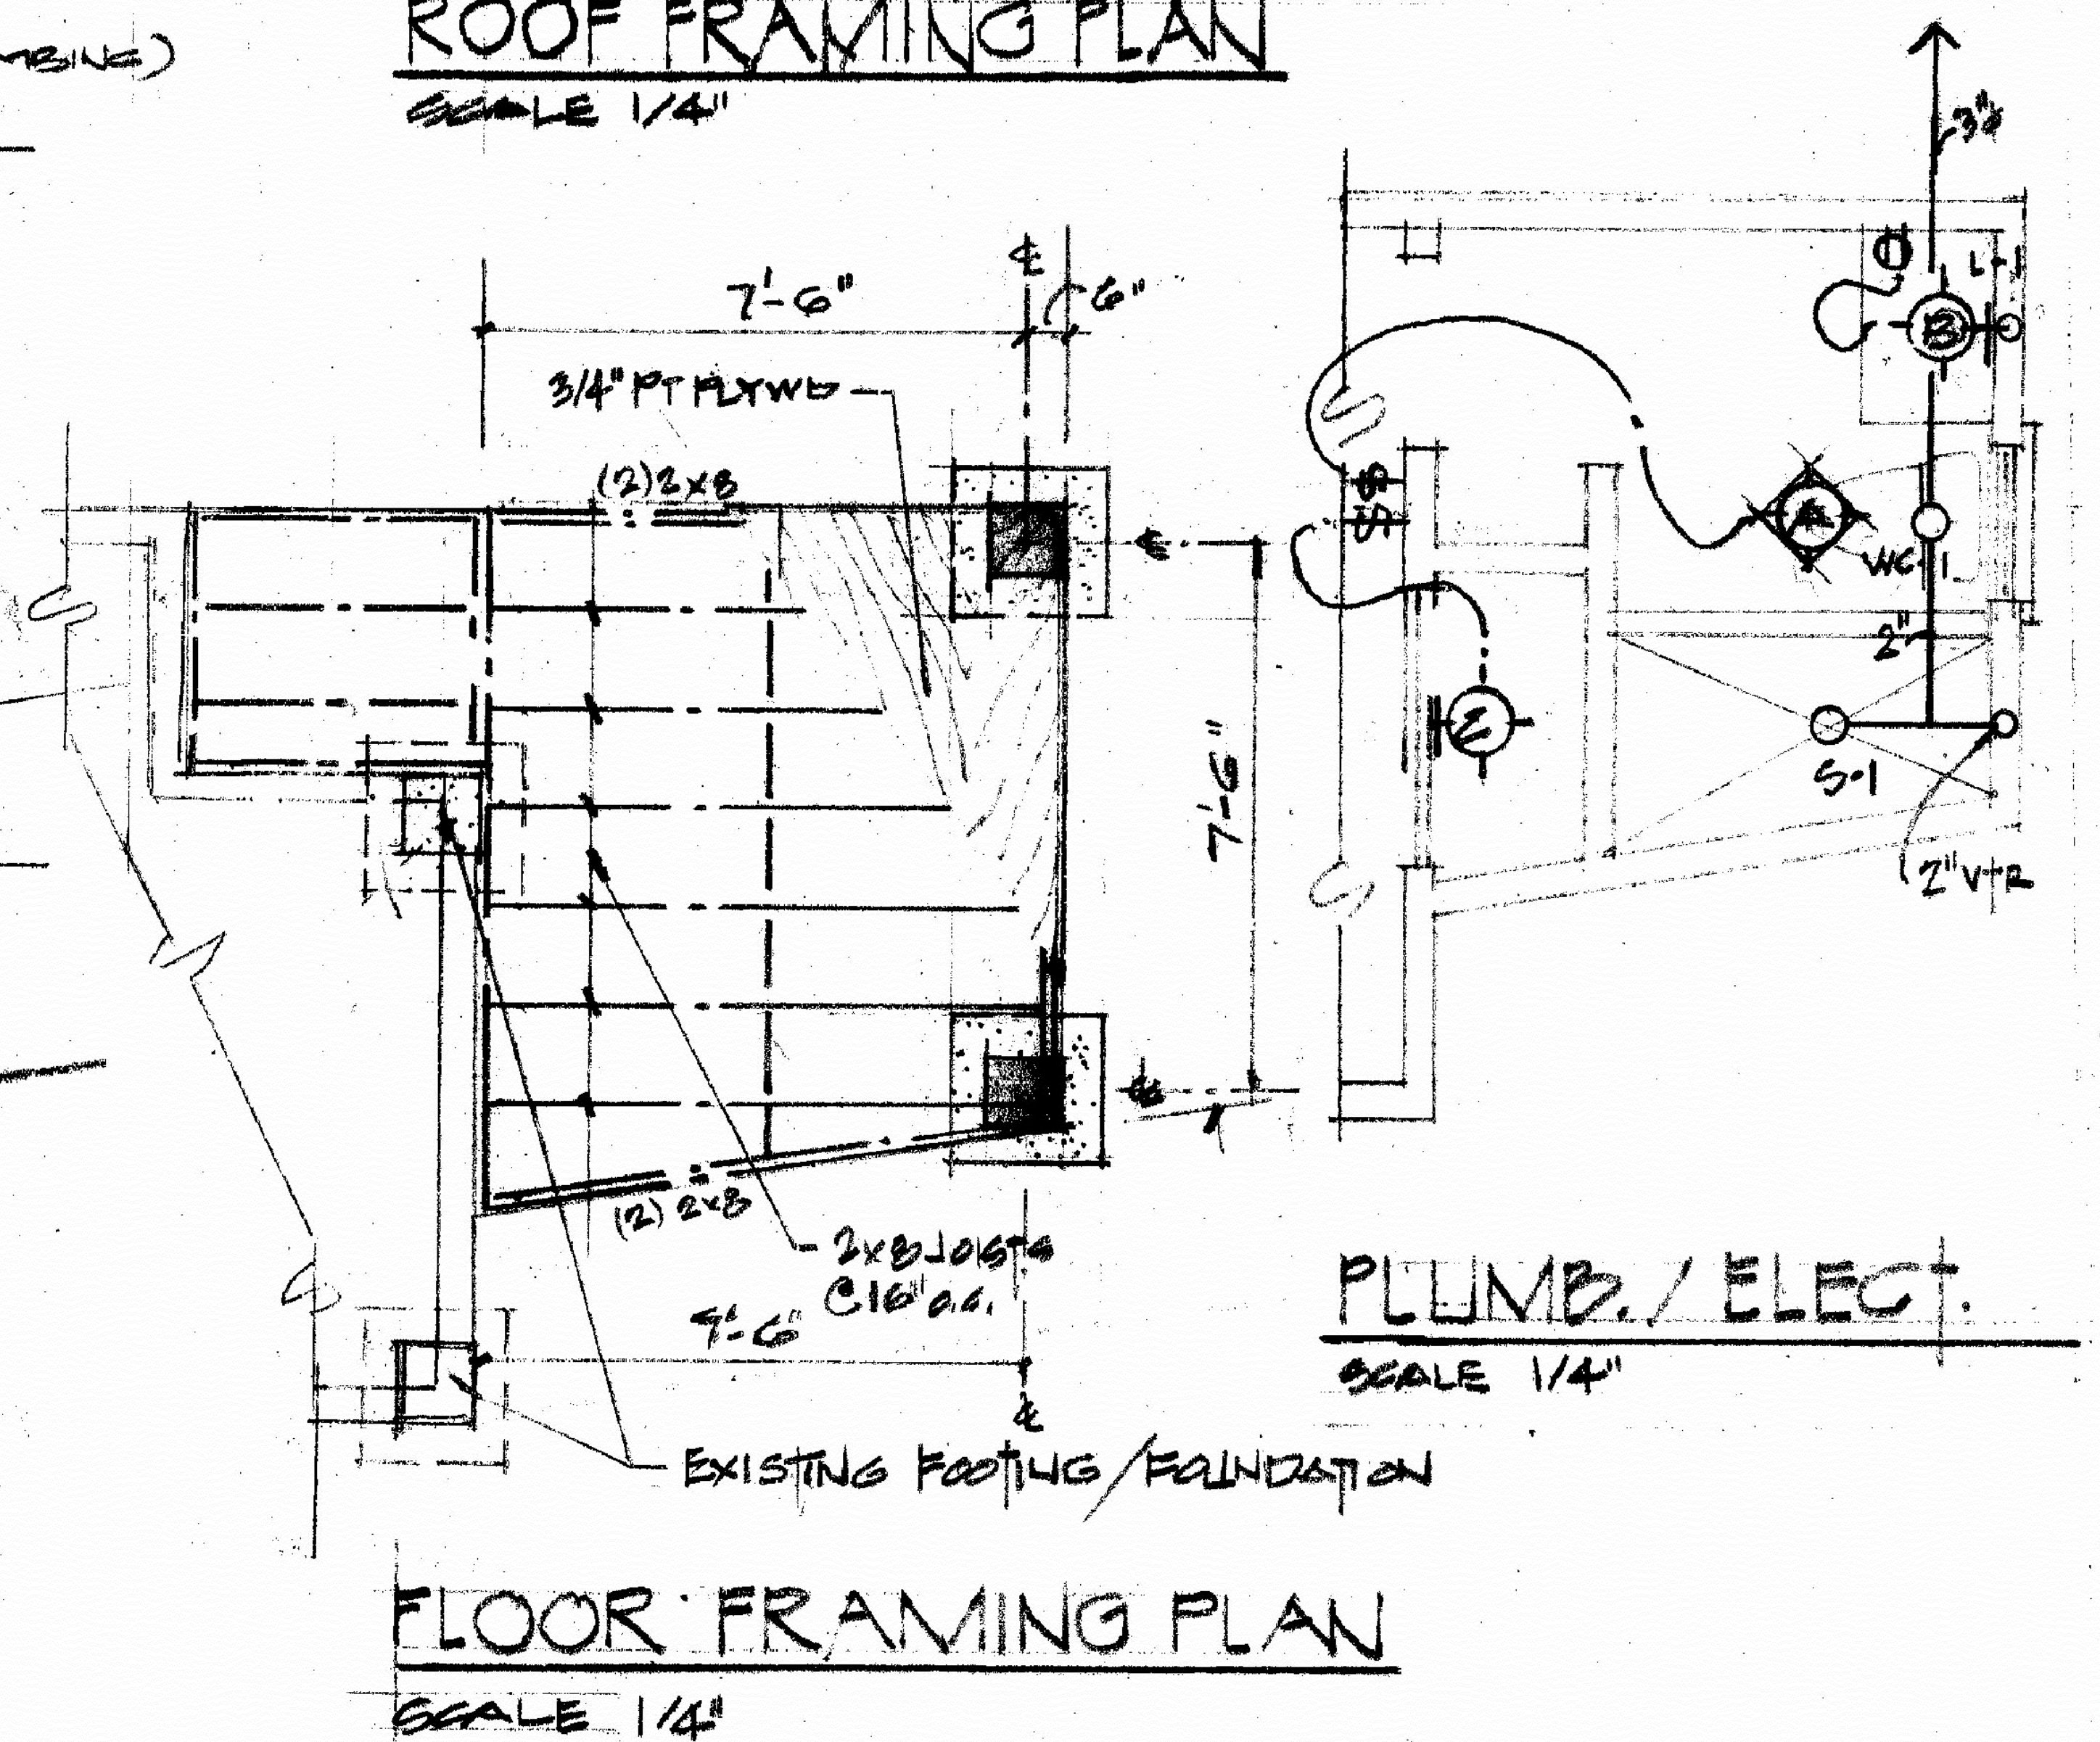 MBING)
ROOF FRAMING PLAN
SCALE 1/4"
3"ø
7'-6"
6"
3/4" PT PLYWD
(2) 2x8
L-1
B
S
S
A
WC-1
2"
7'-6"
E
S-1
2" VTR
(2) 2x8
2x8 JOISTS
@ 16" o.c.
7'-6"
PLUMB. / ELECT.
SCALE 1/4"
EXISTING FOOTING/FOUNDATION
FLOOR FRAMING PLAN
SCALE 1/4"